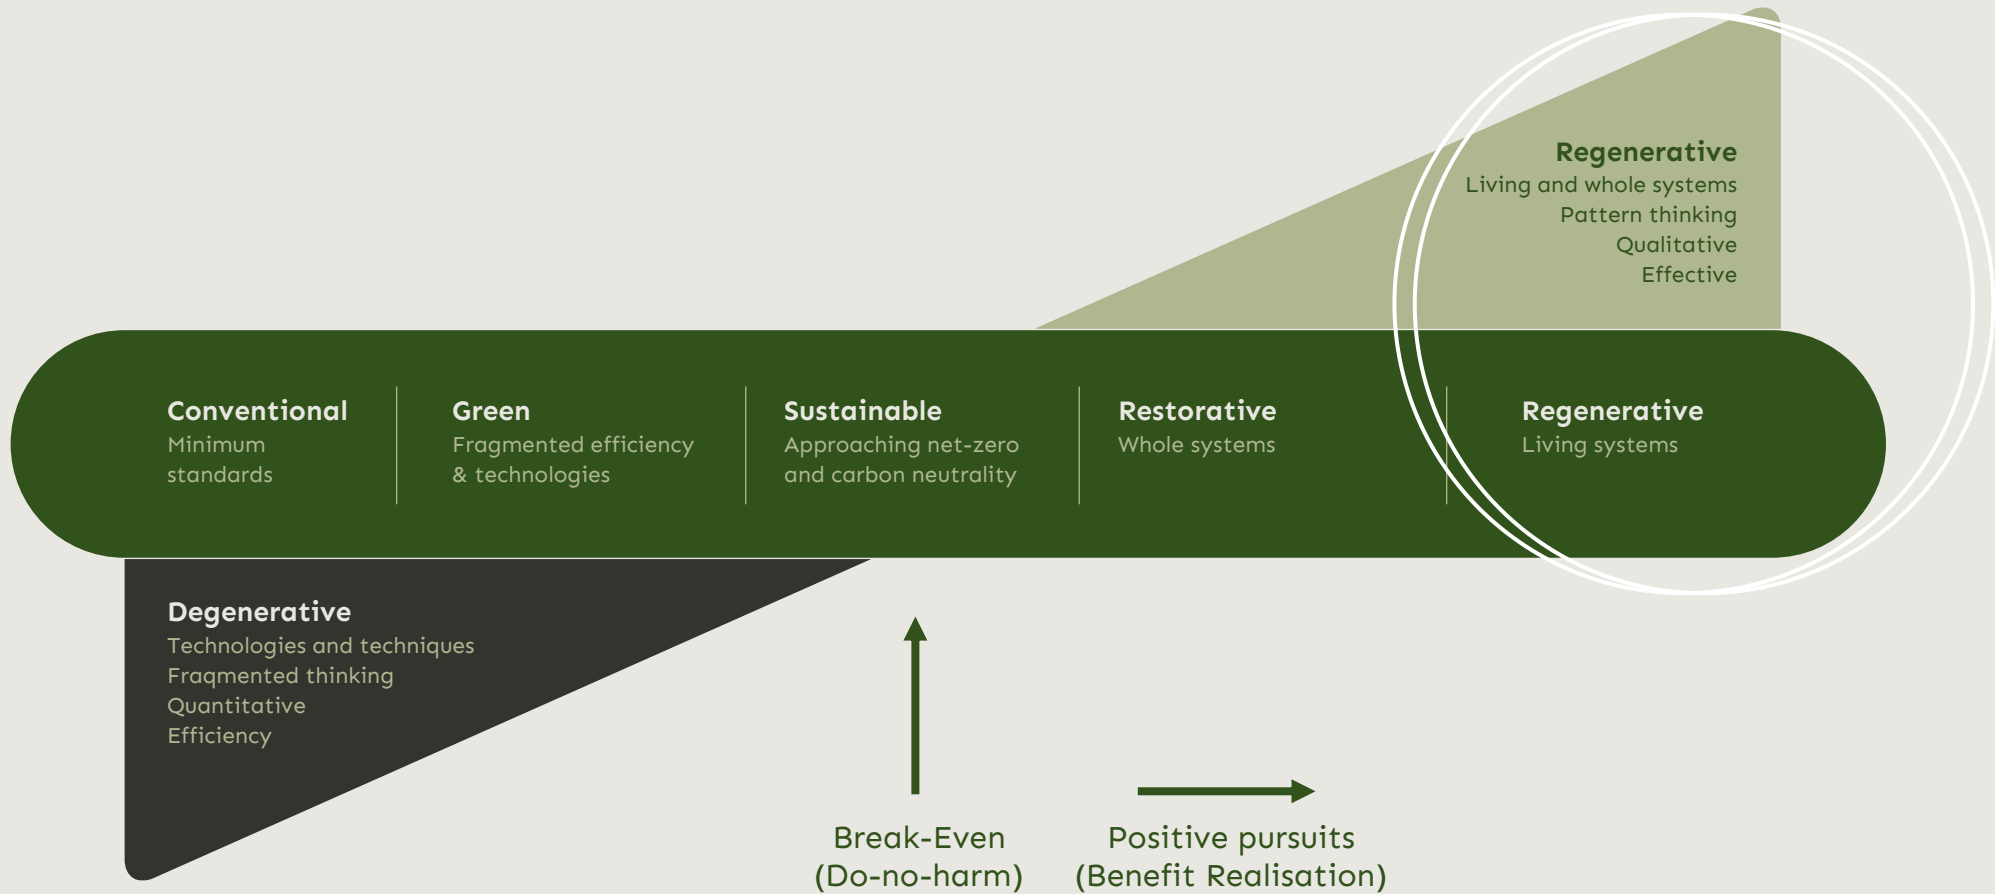 Regenerative
Living and whole systems
Pattern thinking
Qualitative
Effective
Conventional
Minimum
standards
Green
Fragmented efficiency
& technologies
Sustainable
Approaching net-zero
and carbon neutrality
Restorative
Whole systems
Regenerative
Living systems
Degenerative
Technologies and techniques
Fraqmented thinking
Quantitative
Efficiency
Break-Even
(Do-no-harm)
Positive pursuits
(Benefit Realisation)